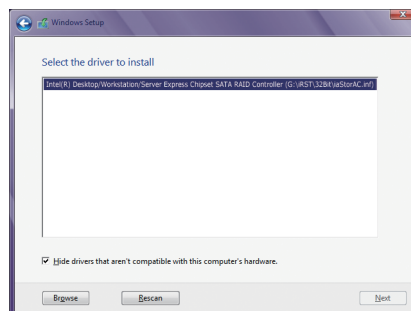 Windows Setup
Select the driver to install
Intel(R) Desktop/Workstation/Server Express Chipset SATA RAID Controller (G:\iRST\32Bit\iaStorAC.inf)
Hide drivers that aren't compatible with this computer's hardware.
Browse Rescan Next